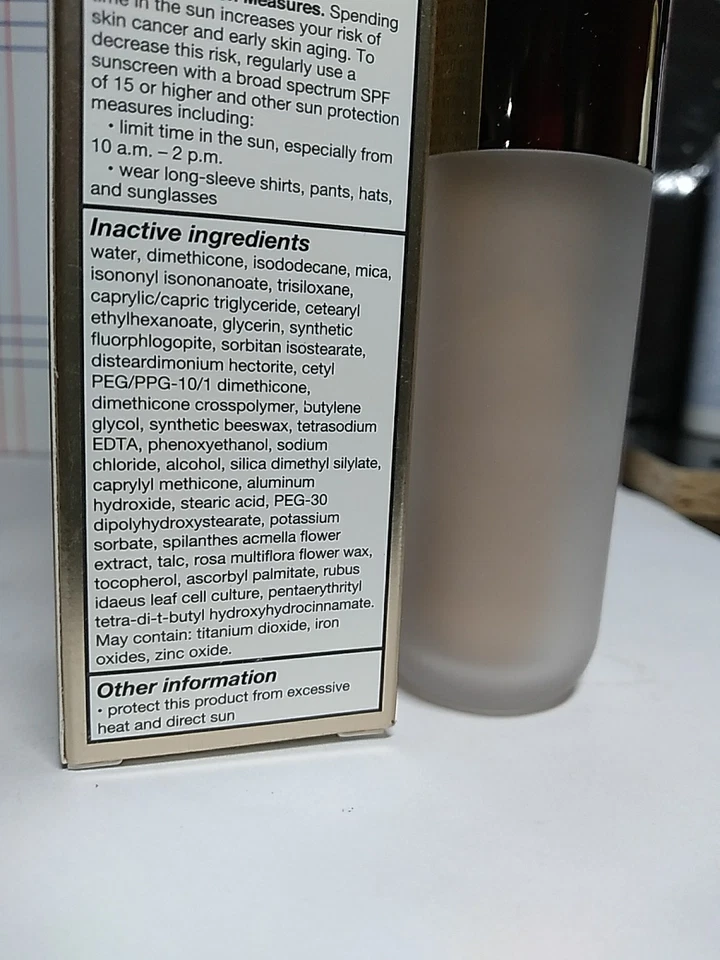 Measures. Spending
in the sun increases your risk of
skin cancer and early skin aging. To
decrease this risk, regularly use a
sunscreen with a broad spectrum SPF
of 15 or higher and other sun protection
measures including:
• limit time in the sun, especially from
10 a.m. – 2 p.m.
• wear long-sleeve shirts, pants, hats,
and sunglasses
Inactive ingredients
water, dimethicone, isododecane, mica,
isononyl isononanoate, trisiloxane,
caprylic/capric triglyceride, cetearyl
ethylhexanoate, glycerin, synthetic
fluorphlogopite, sorbitan isostearate,
disteardimonium hectorite, cetyl
PEG/PPG-10/1 dimethicone,
dimethicone crosspolymer, butylene
glycol, synthetic beeswax, tetrasodium
EDTA, phenoxyethanol, sodium
chloride, alcohol, silica dimethyl silylate,
caprylyl methicone, aluminum
hydroxide, stearic acid, PEG-30
dipolyhydroxystearate, potassium
sorbate, spilanthes acmella flower
extract, talc, rosa multiflora flower wax,
tocopherol, ascorbyl palmitate, rubus
idaeus leaf cell culture, pentaerythrityl
tetra-di-t-butyl hydroxyhydrocinnamate.
May contain: titanium dioxide, iron
oxides, zinc oxide.
Other information
• protect this product from excessive
heat and direct sun